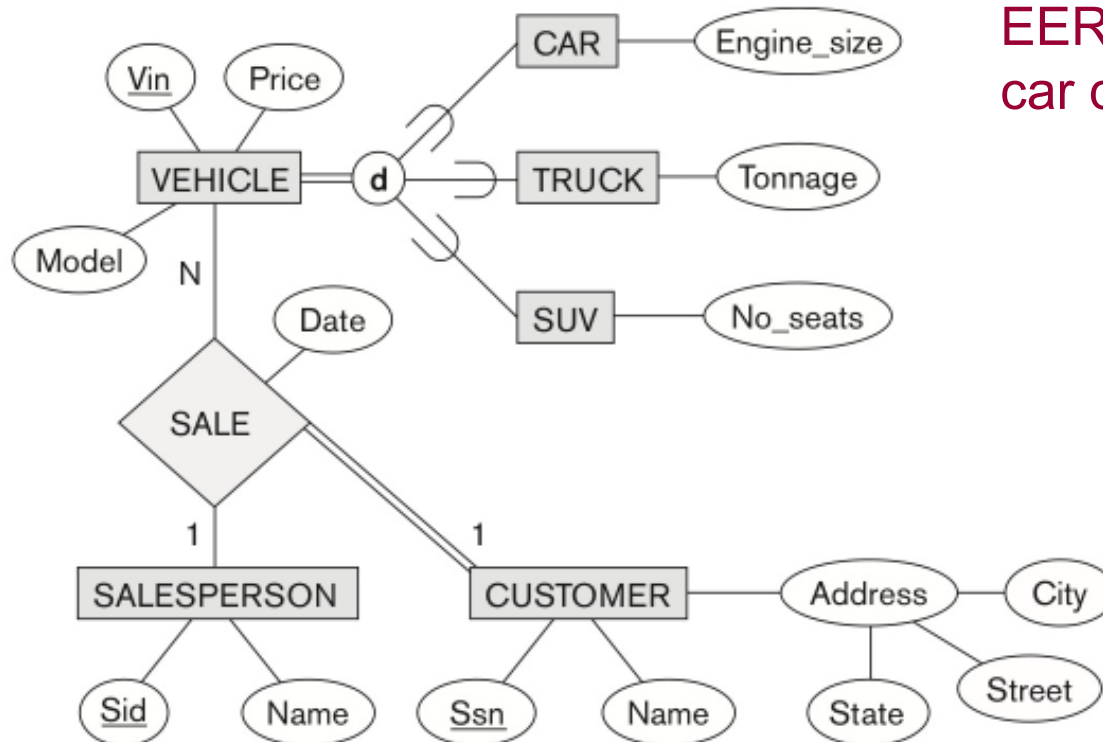 EER
car
CAR
Engine_size
Vin
Price
VEHICLE
d
TRUCK
Tonnage
Model
N
Date
SUV
No_seats
SALE
1
1
SALESPERSON
CUSTOMER
Address
City
Sid
Name
Ssn
Name
State
Street